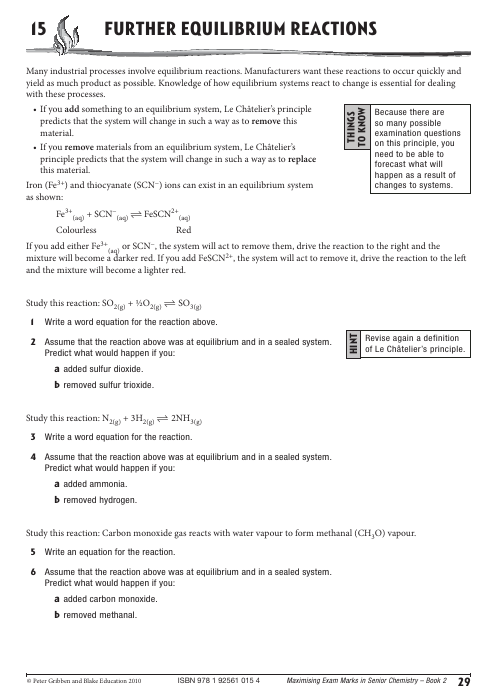 15 FURTHER EQUILIBRIUM REACTIONS
Many industrial processes involve equilibrium reactions. Manufacturers want these reactions to occur quickly and
yield as much product as possible. Knowledge of how equilibrium systems react to change is essential for dealing
with these processes.
• If you add something to an equilibrium system, Le Châtelier's principle
predicts that the system will change in such a way as to remove this
material.
• If you remove materials from an equilibrium system, Le Châtelier's
principle predicts that the system will change in such a way as to replace
this material.
THINGS
TO KNOW
Because there are
so many possible
examination questions
on this principle, you
need to be able to
forecast what will
happen as a result of
changes to systems.
Iron (Fe³⁺) and thiocyanate (SCN⁻) ions can exist in an equilibrium system
as shown:
Fe³⁺(aq) + SCN⁻(aq) ⇌ FeSCN²⁺(aq)
Colourless Red
If you add either Fe³⁺(aq) or SCN⁻, the system will act to remove them, drive the reaction to the right and the
mixture will become a darker red. If you add FeSCN²⁺, the system will act to remove it, drive the reaction to the left
and the mixture will become a lighter red.
Study this reaction: SO₂(g) + ½O₂(g) ⇌ SO₃(g)
1 Write a word equation for the reaction above.
2 Assume that the reaction above was at equilibrium and in a sealed system.
Predict what would happen if you:
a added sulfur dioxide.
b removed sulfur trioxide.
HINT
Revise again a definition
of Le Châtelier's principle.
Study this reaction: N₂(g) + 3H₂(g) ⇌ 2NH₃(g)
3 Write a word equation for the reaction.
4 Assume that the reaction above was at equilibrium and in a sealed system.
Predict what would happen if you:
a added ammonia.
b removed hydrogen.
Study this reaction: Carbon monoxide gas reacts with water vapour to form methanal (CH₃O) vapour.
5 Write an equation for the reaction.
6 Assume that the reaction above was at equilibrium and in a sealed system.
Predict what would happen if you:
a added carbon monoxide.
b removed methanal.
© Peter Gribben and Blake Education 2010 ISBN 978 1 92561 015 4 Maximising Exam Marks in Senior Chemistry – Book 2 29